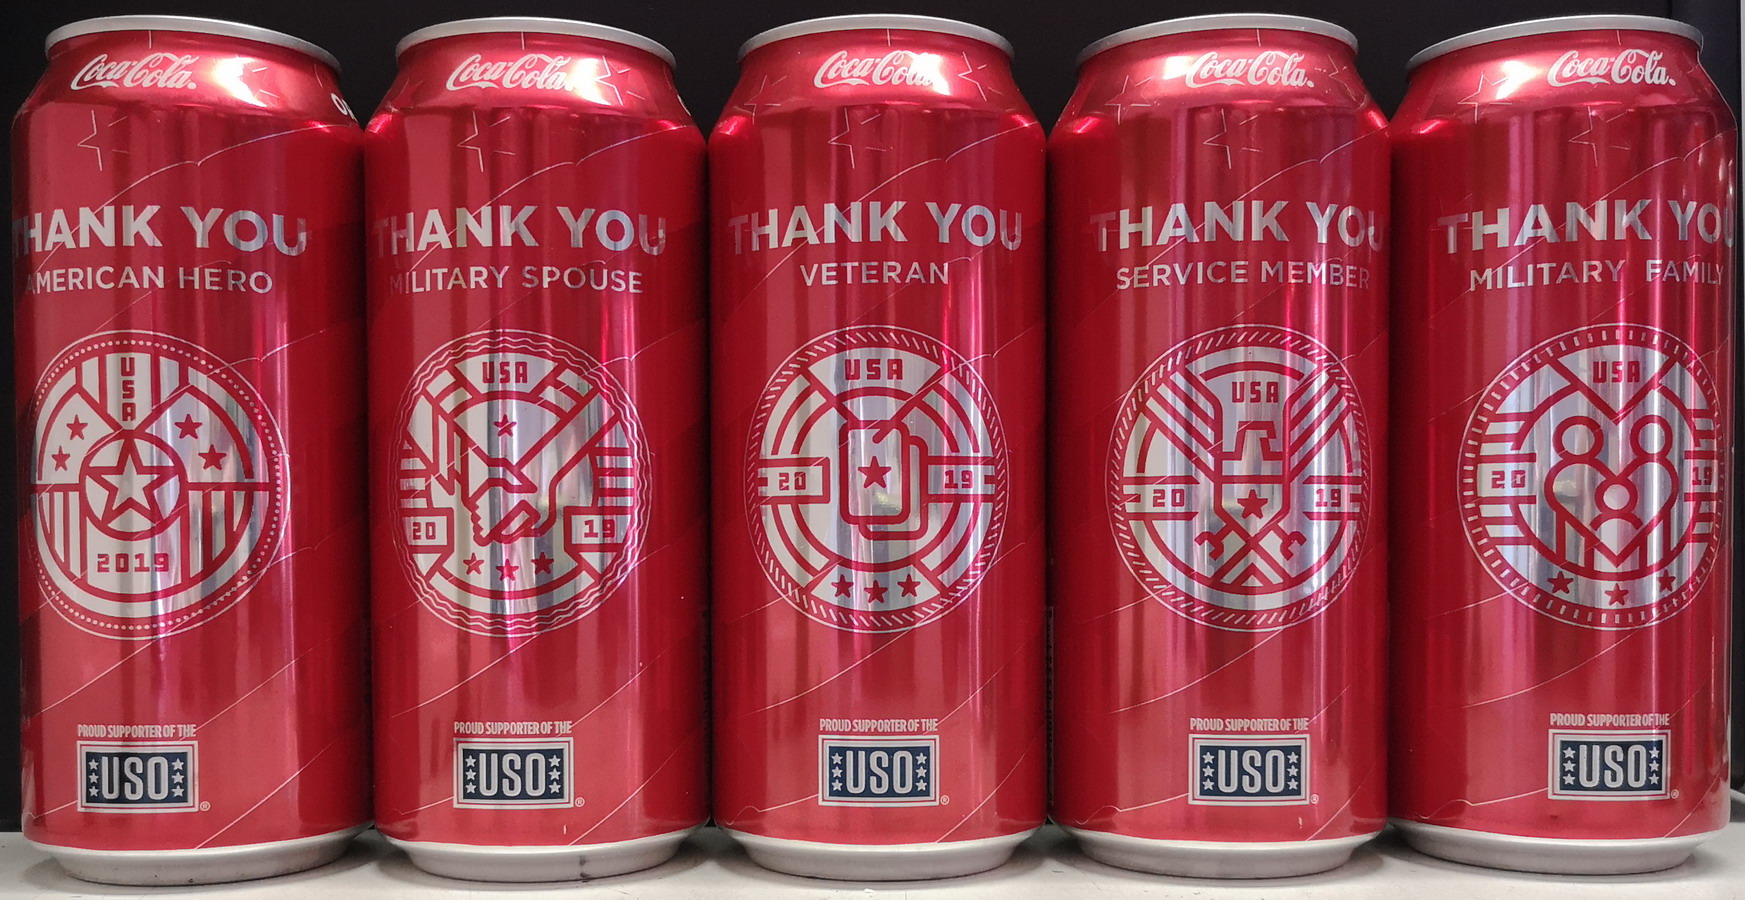 Coca-Cola
THANK YOU
AMERICAN HERO
USA
2019
PROUD SUPPORTER OF THE
USO®
Coca-Cola
THANK YOU
MILITARY SPOUSE
USA
20 19
PROUD SUPPORTER OF THE
USO®
Coca-Cola
THANK YOU
VETERAN
USA
20 19
PROUD SUPPORTER OF THE
USO®
Coca-Cola
THANK YOU
SERVICE MEMBER
USA
20 19
PROUD SUPPORTER OF THE
USO®
Coca-Cola
THANK YOU
MILITARY FAMILY
USA
20 19
PROUD SUPPORTER OF THE
USO®